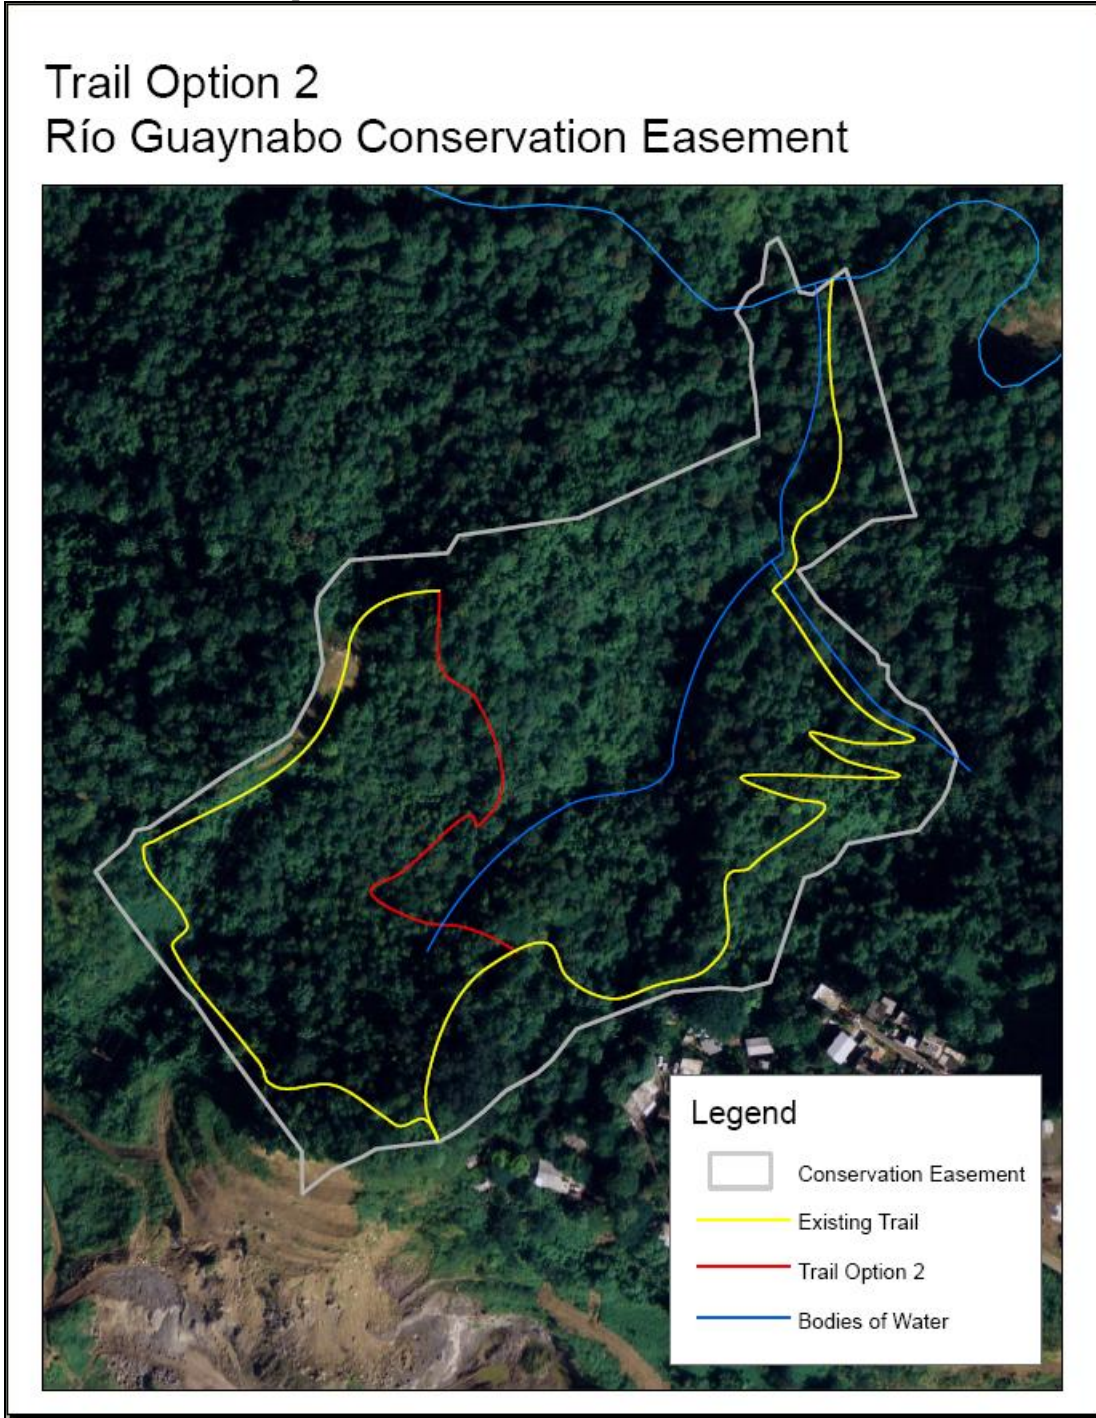 Trail Option 2
Río Guaynabo Conservation Easement
Legend
Conservation Easement
Existing Trail
Trail Option 2
Bodies of Water